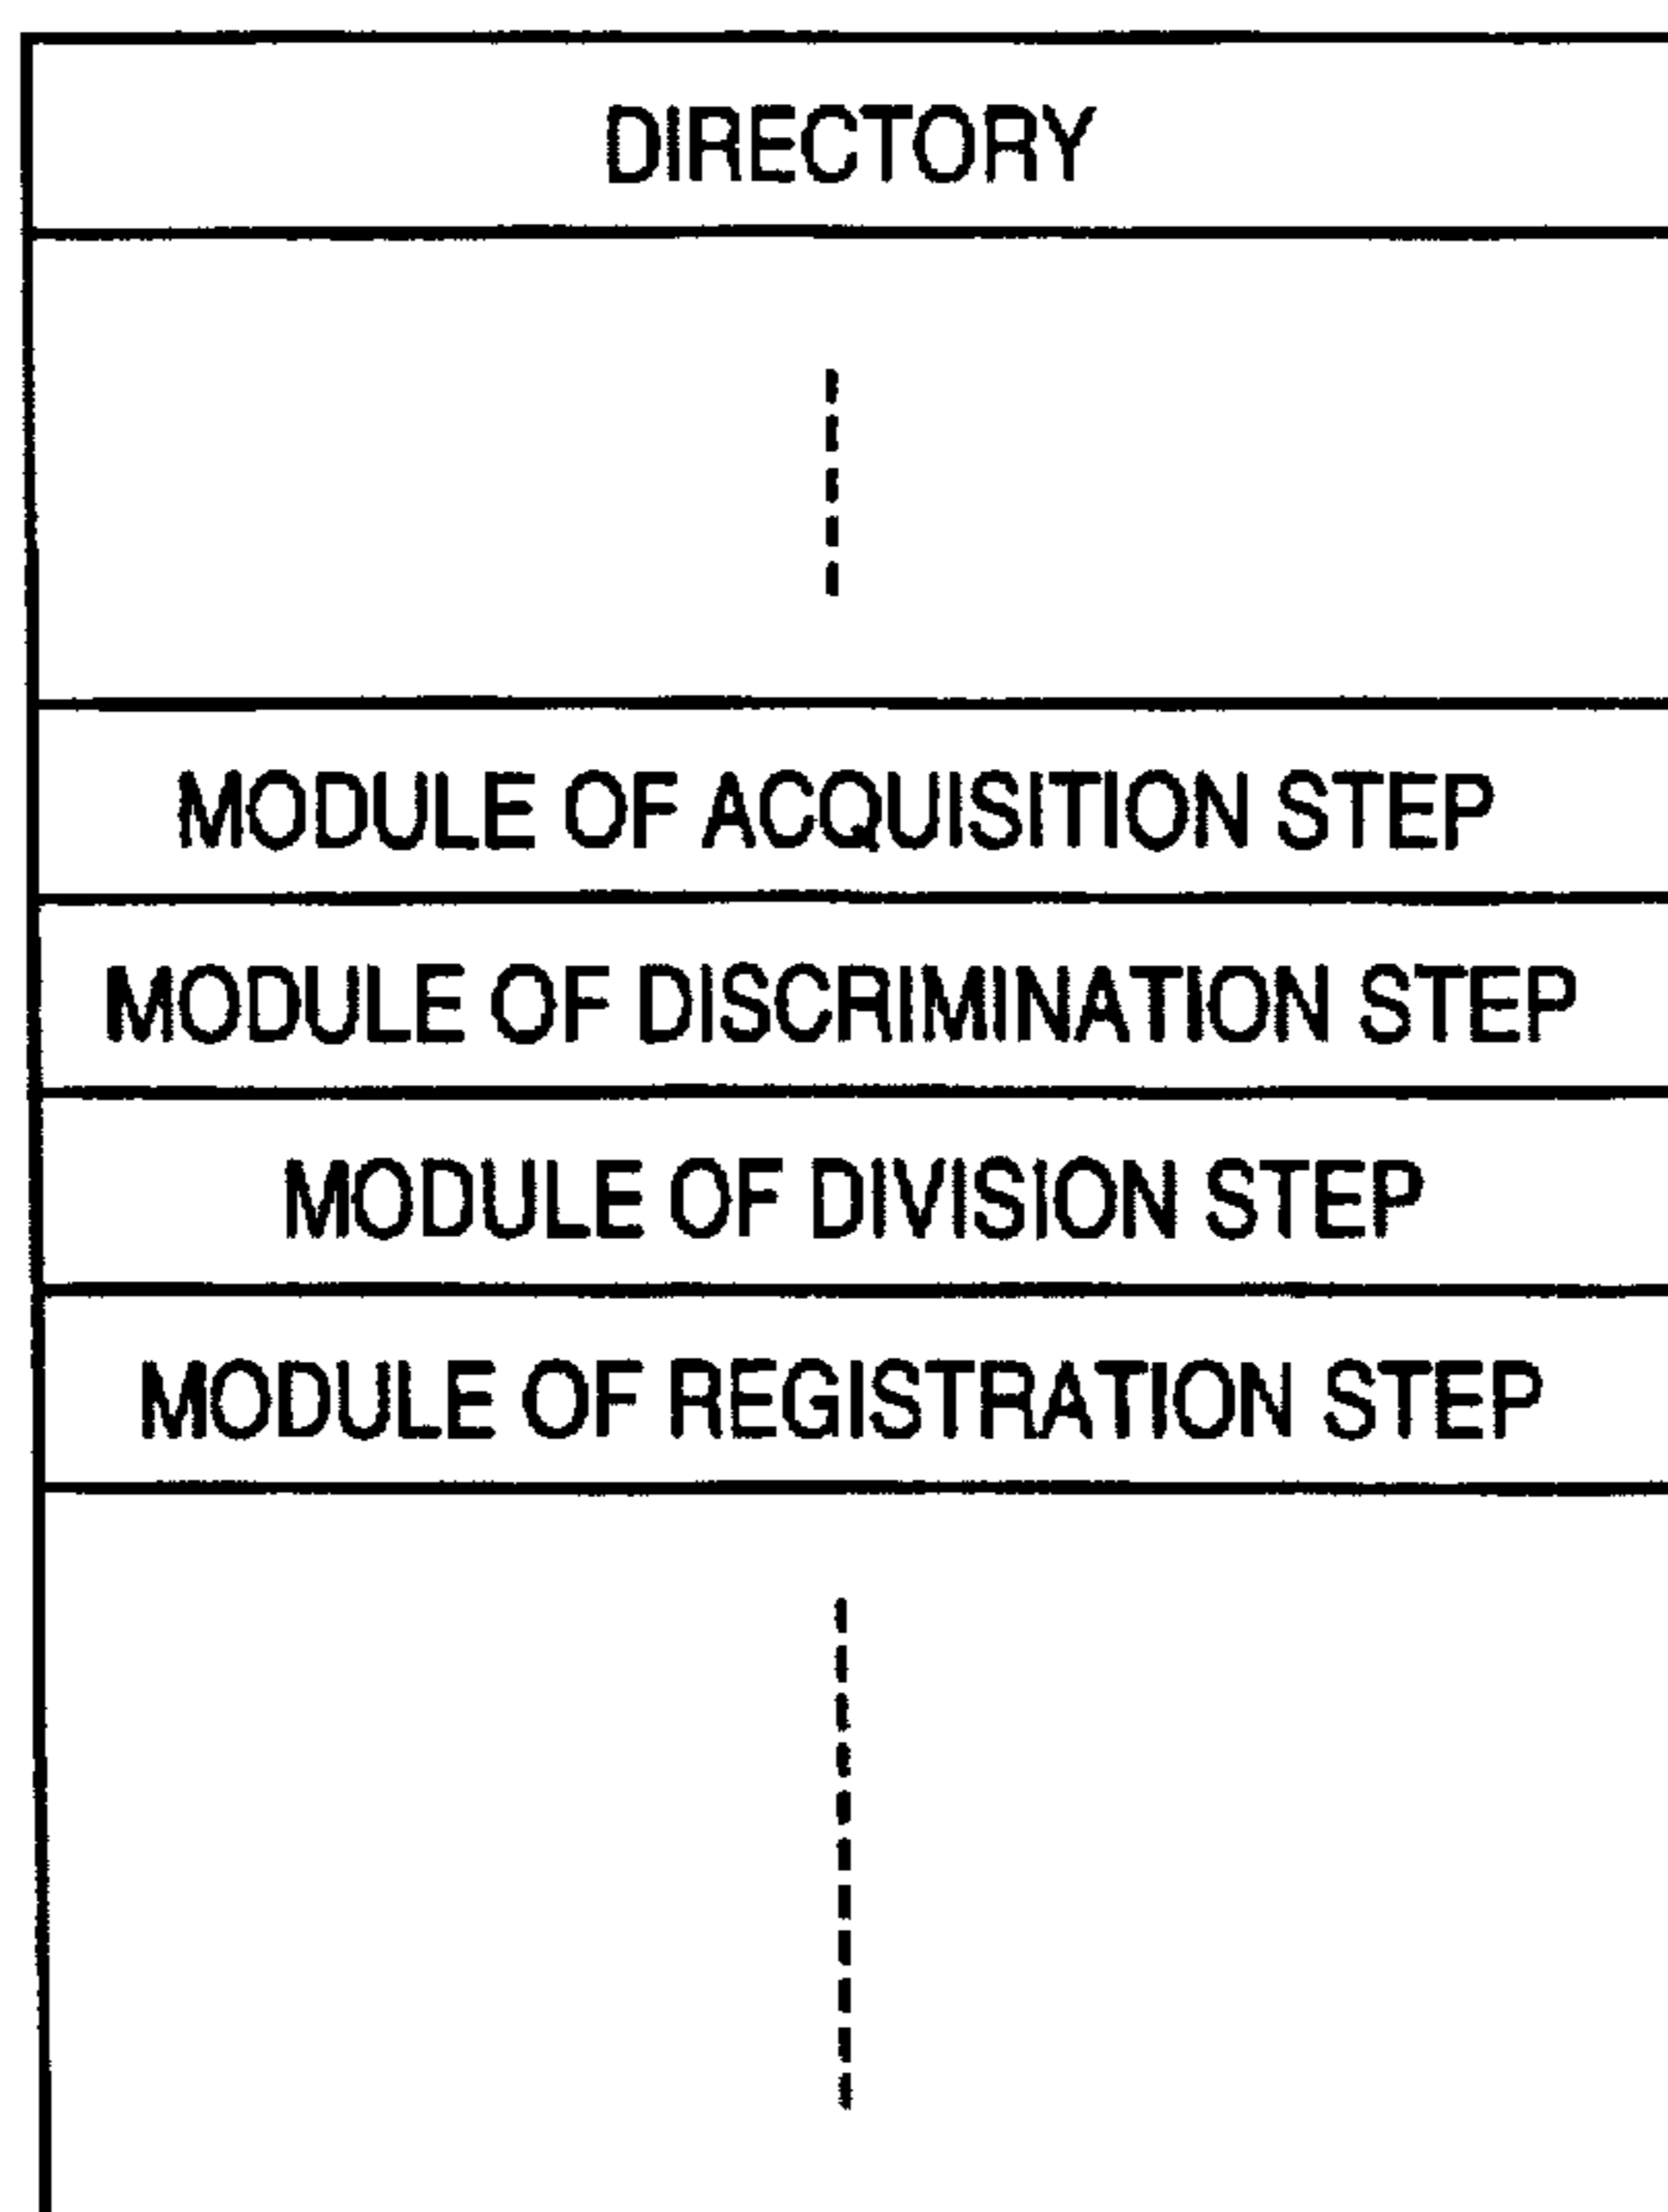 DIRECTORY
MODULE OF ACQUISITION STEP
MODULE OF DISCRIMINATION STEP
MODULE OF DIVISION STEP
MODULE OF REGISTRATION STEP